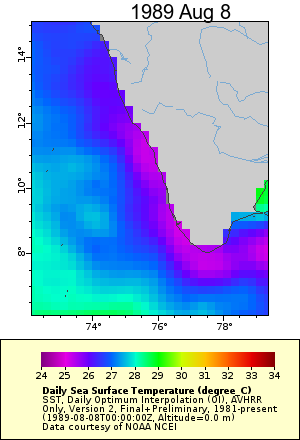 1989 Aug 8
14°
12°
10°
8°
74°
76°
78°
24 25 26 27 28 29 30 31 32 33 34
Daily Sea Surface Temperature (degree_C)
SST, Daily Optimum Interpolation (OI), AVHRR
Only, Version 2, Final+Preliminary, 1981-present
(1989-08-08T00:00:00Z, Altitude=0.0 m)
Data courtesy of NOAA NCEI